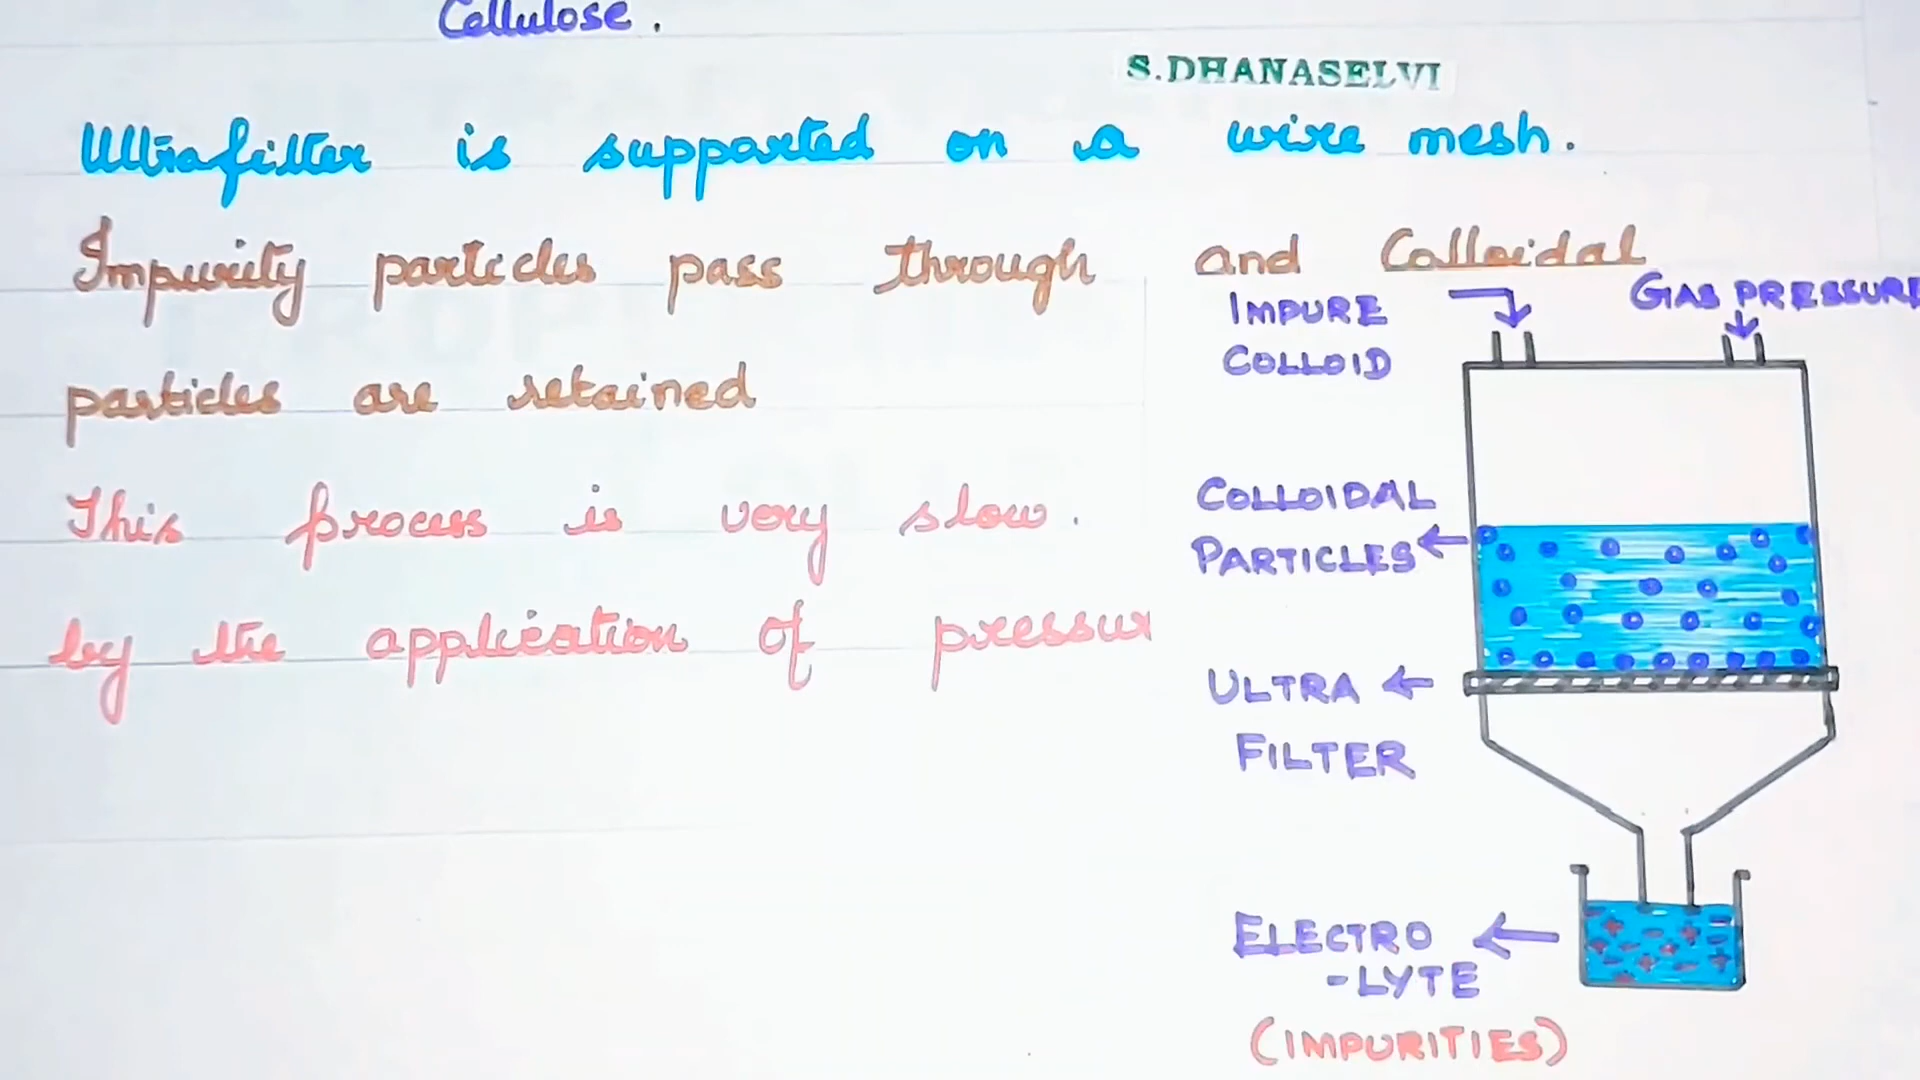 Cellulose.
S.DHANASELVI
Ultrafilter is supported on a wire mesh.
Impurity particles pass through and Colloidal
particles are retained
This process is very slow.
by the application of pressur
IMPURE
COLLOID
GAS PRESSURE
COLLOIDAL
PARTICLES
ULTRA
FILTER
ELECTRO
-LYTE
(IMPURITIES)